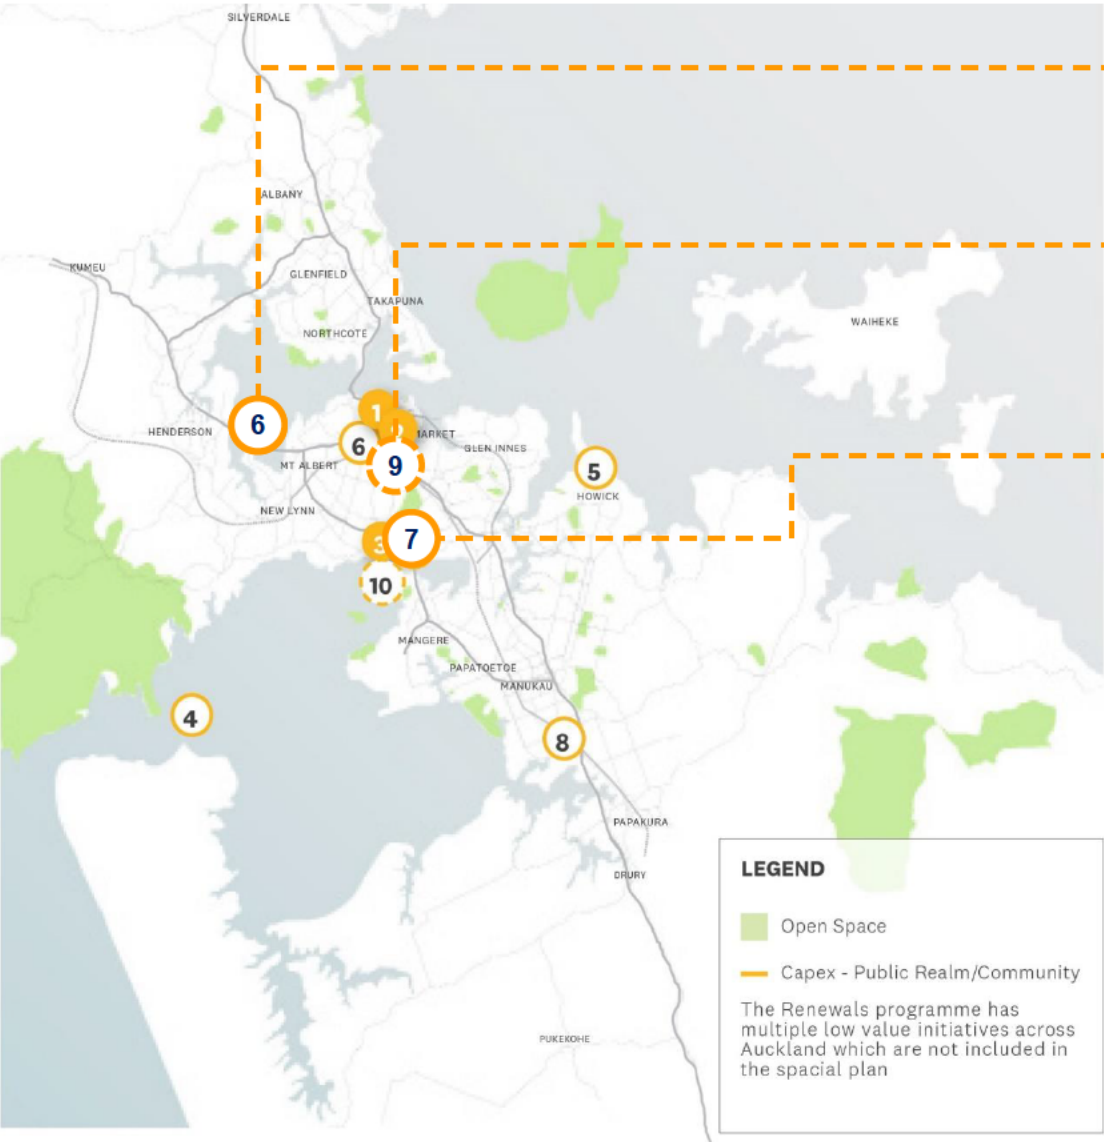 SILVERDALE
ALBANY
KUMEU
GLENFIELD
TAKAPUNA
WAIHEKE
NORTHCOTE
1
6
HENDERSON
MARKET
6
GLEN INNES
MT ALBERT
9
5
HOWICK
NEW LYNN
3
7
10
MANGERE
PAPATOETOE
MANUKAU
4
8
PAPAKURA
DRURY
PUKEKOHE
LEGEND
Open Space
Capex - Public Realm/Community
The Renewals programme has
multiple low value initiatives across
Auckland which are not included in
the spacial plan